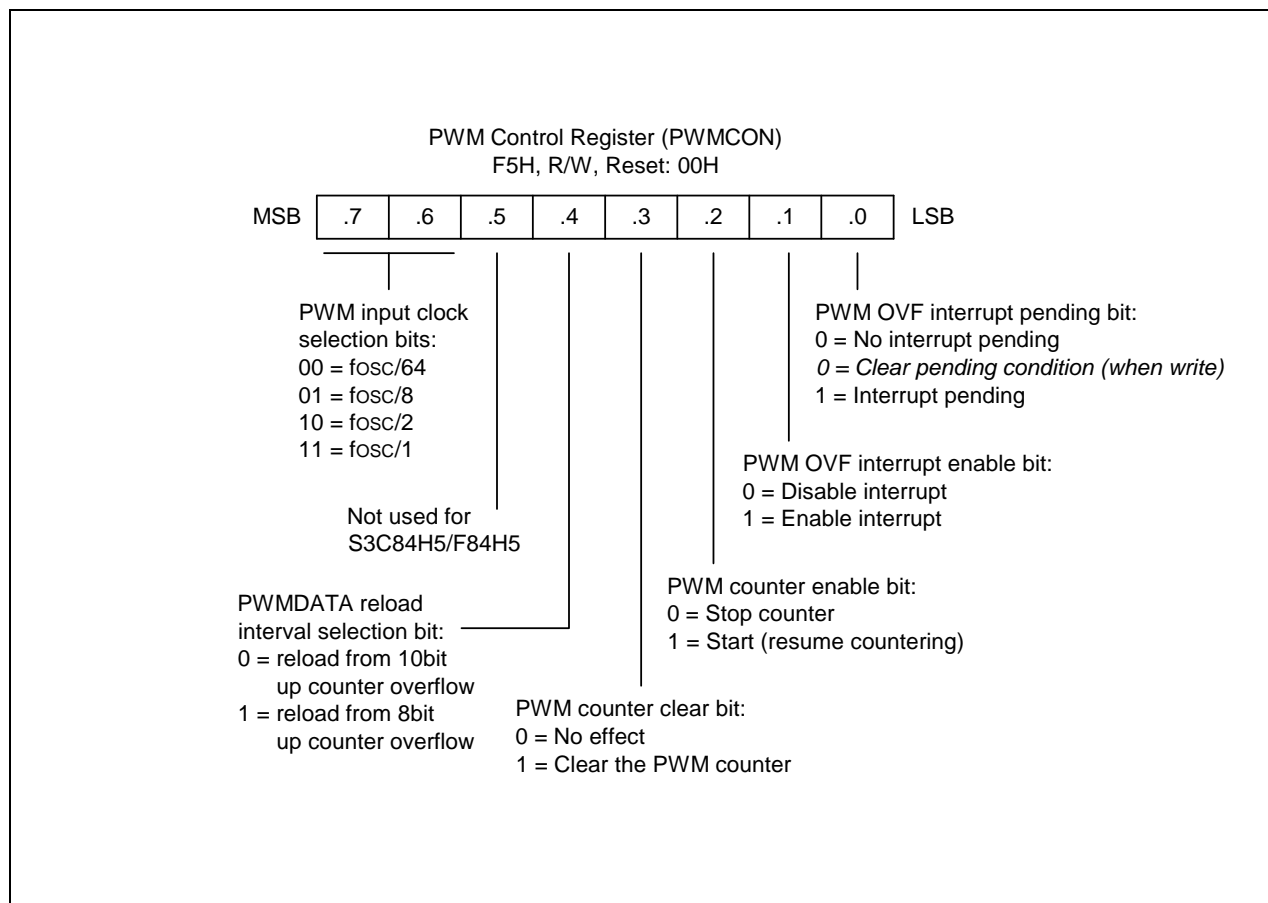 PWM Control Register (PWMCON)
F5H, R/W, Reset: 00H
MSB .7 .6 .5 .4 .3 .2 .1 .0 LSB
PWM input clock
selection bits:
00 = fOSC/64
01 = fOSC/8
10 = fOSC/2
11 = fOSC/1
Not used for
S3C84H5/F84H5
PWMDATA reload
interval selection bit:
0 = reload from 10bit
up counter overflow
1 = reload from 8bit
up counter overflow
PWM counter clear bit:
0 = No effect
1 = Clear the PWM counter
PWM counter enable bit:
0 = Stop counter
1 = Start (resume countering)
PWM OVF interrupt enable bit:
0 = Disable interrupt
1 = Enable interrupt
PWM OVF interrupt pending bit:
0 = No interrupt pending
0 = Clear pending condition (when write)
1 = Interrupt pending